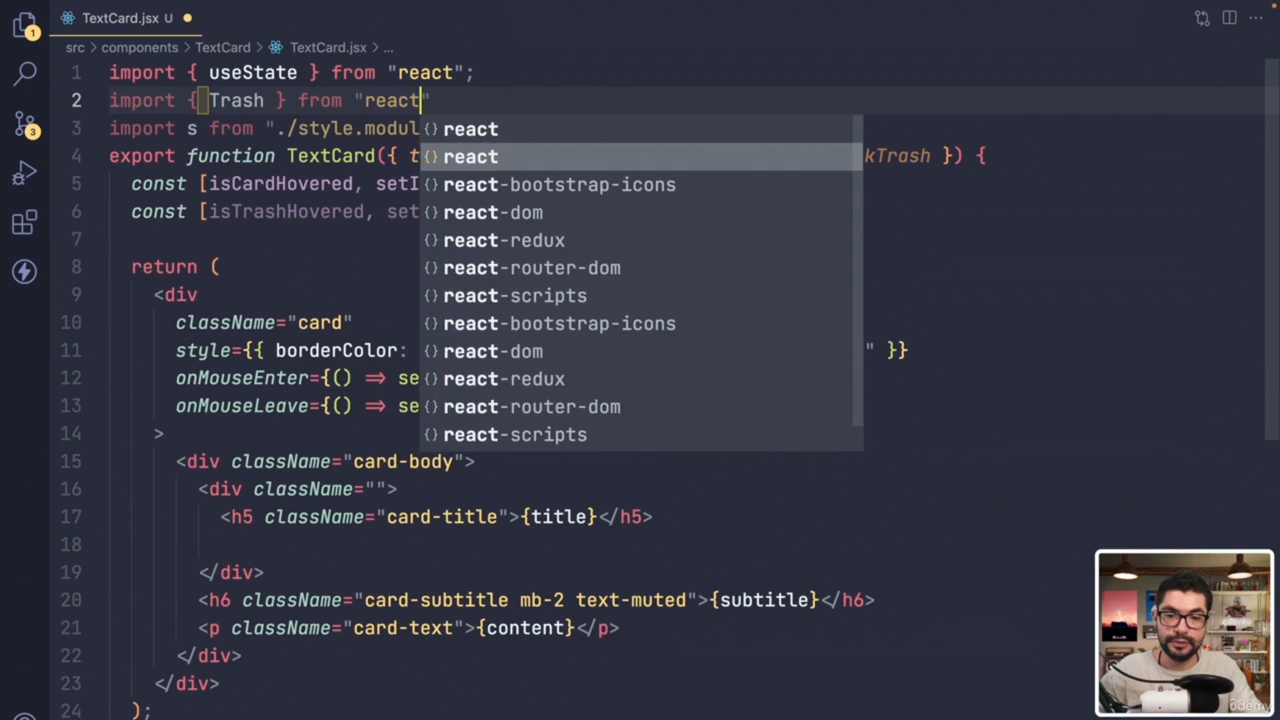 TextCard.jsx U
src > components > TextCard > TextCard.jsx > ...
1 import { useState } from "react";
2 import { Trash } from "react"
3 import s from "./style.modul
4 export function TextCard({ t kTrash }) {
5 const [isCardHovered, setI
6 const [isTrashHovered, set
7
8 return (
9 <div
10 className="card"
11 style={{ borderColor: " }}
12 onMouseEnter={() => se
13 onMouseLeave={() => se
14 >
15 <div className="card-body">
16 <div className="">
17 <h5 className="card-title">{title}</h5>
18
19 </div>
20 <h6 className="card-subtitle mb-2 text-muted">{subtitle}</h6>
21 <p className="card-text">{content}</p>
22 </div>
23 </div>
24 );
{} react
{} react
{} react-bootstrap-icons
{} react-dom
{} react-redux
{} react-router-dom
{} react-scripts
{} react-bootstrap-icons
{} react-dom
{} react-redux
{} react-router-dom
{} react-scripts
1
3
udemy